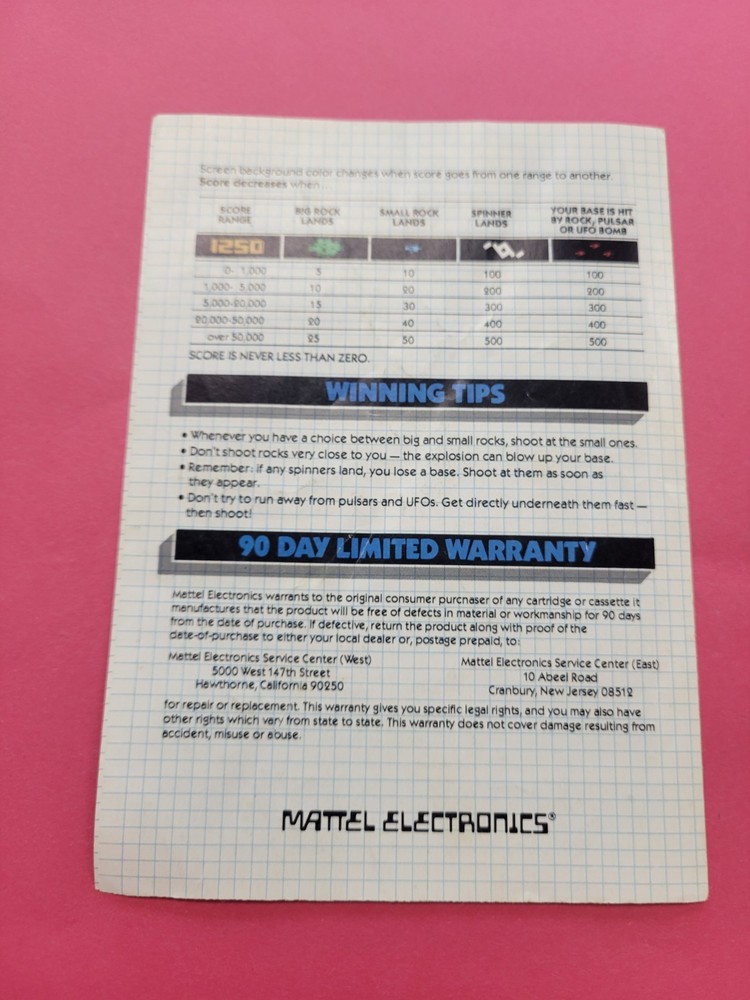 Screen background color changes when score goes from one range to another.
Score decreases when:
SCORE RANGE BIG ROCK LANDS SMALL ROCK LANDS SPINNER LANDS YOUR BASE IS HIT BY ROCK, PULSAR OR UFO BOMB
1250
0- 1,000 5 10 100 100
1,000- 5,000 10 20 200 200
5,000-20,000 15 30 300 300
20,000-50,000 20 40 400 400
over 50,000 25 50 500 500
SCORE IS NEVER LESS THAN ZERO.
WINNING TIPS
• Whenever you have a choice between big and small rocks, shoot at the small ones.
• Don't shoot rocks very close to you — the explosion can blow up your base.
• Remember: if any spinners land, you lose a base. Shoot at them as soon as
they appear.
• Don't try to run away from pulsars and UFOs. Get directly underneath them fast —
then shoot!
90 DAY LIMITED WARRANTY
Mattel Electronics warrants to the original consumer purchaser of any cartridge or cassette it
manufactures that the product will be free of defects in material or workmanship for 90 days
from the date of purchase. If defective, return the product along with proof of the
date-of-purchase to either your local dealer or, postage prepaid, to:
Mattel Electronics Service Center (West)
5000 West 147th Street
Hawthorne, California 90250
Mattel Electronics Service Center (East)
10 Abeel Road
Cranbury, New Jersey 08512
for repair or replacement. This warranty gives you specific legal rights, and you may also have
other rights which vary from state to state. This warranty does not cover damage resulting from
accident, misuse or abuse.
MATTEL ELECTRONICS®